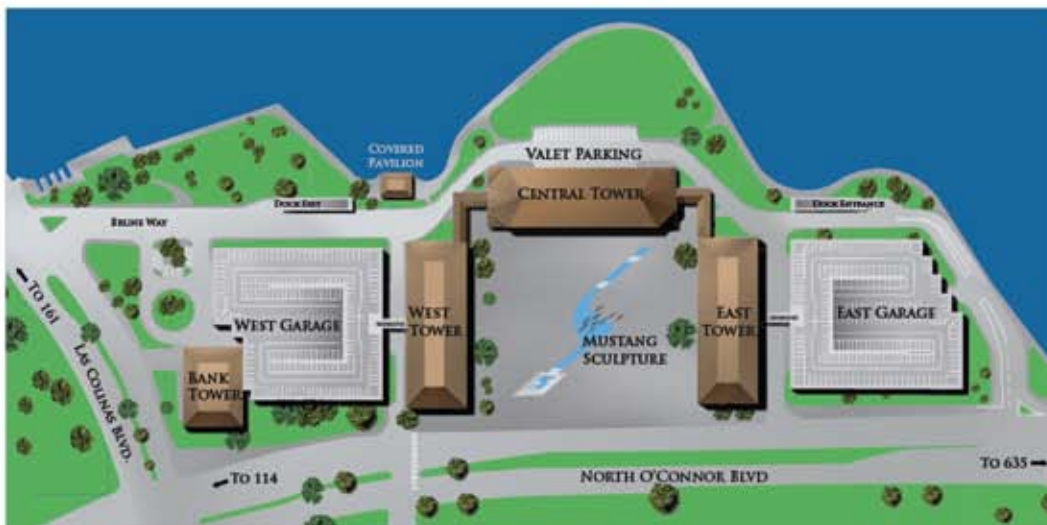 COVERED
PAVILION
VALET PARKING
CENTRAL TOWER
DOCK EXIT
DOCK ENTRANCE
BRLINE WAY
TO 161
WEST GARAGE
WEST
TOWER
EAST
TOWER
EAST GARAGE
MUSTANG
SCULPTURE
BANK
TOWER
LAS COLINAS BLVD.
TO 114
NORTH O'CONNOR BLVD
TO 635